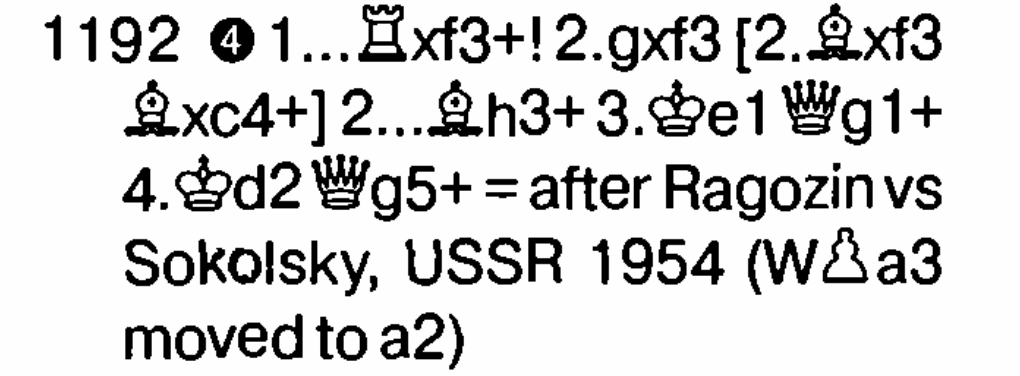 1192 ❹ 1...♖xf3+! 2.gxf3 [2.♗xf3
♗xc4+] 2...♗h3+ 3.♔e1 ♕g1+
4.♔d2 ♕g5+ = after Ragozin vs
Sokolsky, USSR 1954 (W♙a3
moved to a2)